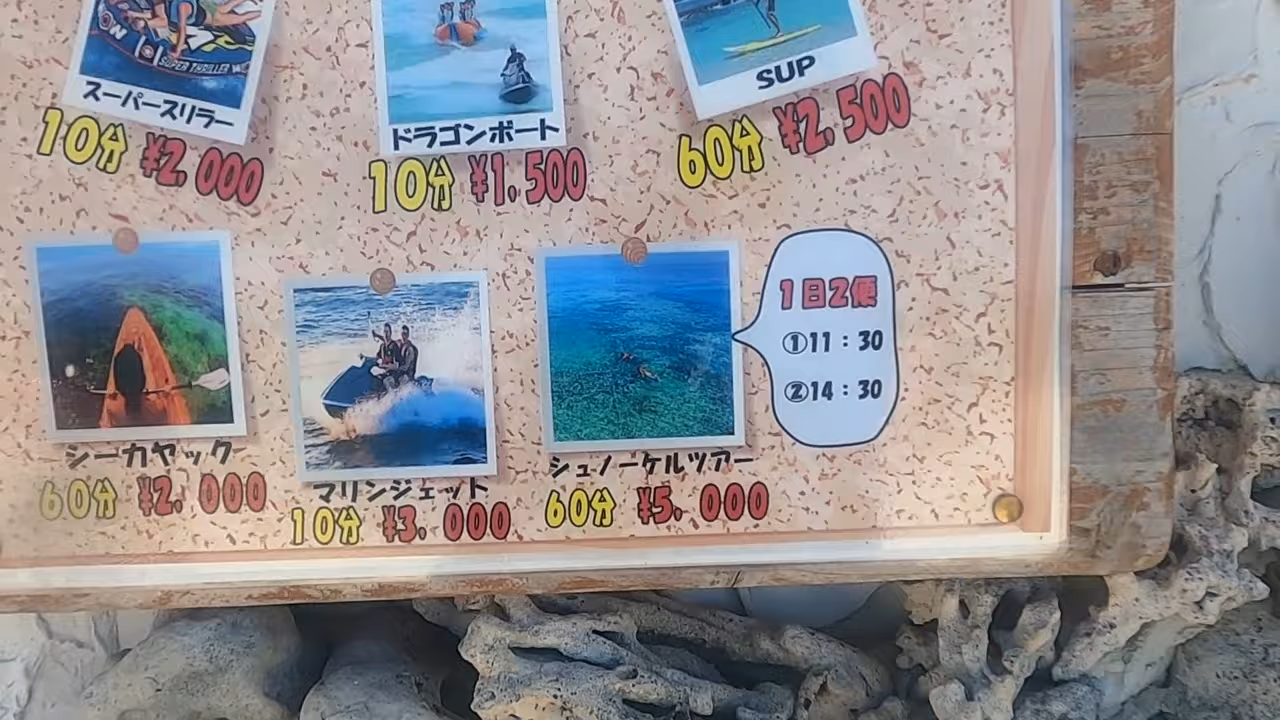 SUPER THRILLER
スーパースリラー
10分 ¥2,000
ドラゴンボート
10分 ¥1,500
SUP
60分 ¥2,500
シーカヤック
60分 ¥2,000
マリンジェット
10分 ¥3,000
シュノーケルツアー
60分 ¥5,000
1日2便
①11：30
②14：30